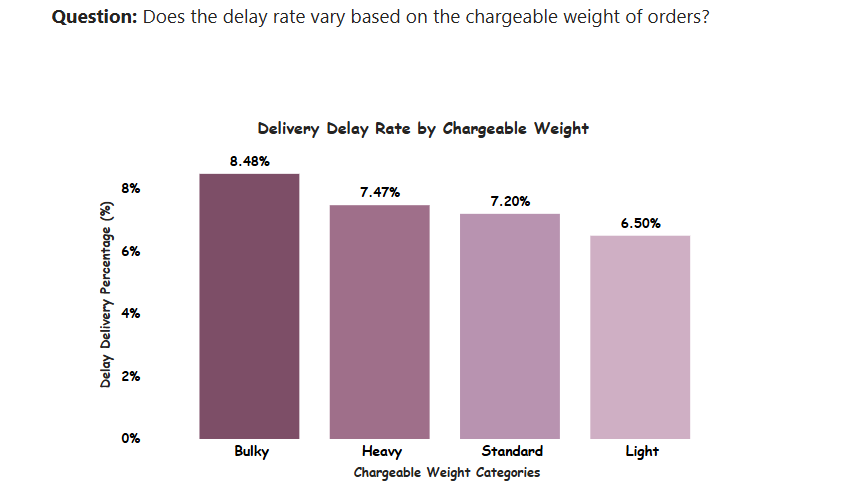 Question: Does the delay rate vary based on the chargeable weight of orders?
Delivery Delay Rate by Chargeable Weight
8.48%
7.47%
7.20%
6.50%
Delay Delivery Percentage (%)
8%
6%
4%
2%
0%
Bulky Heavy Standard Light
Chargeable Weight Categories